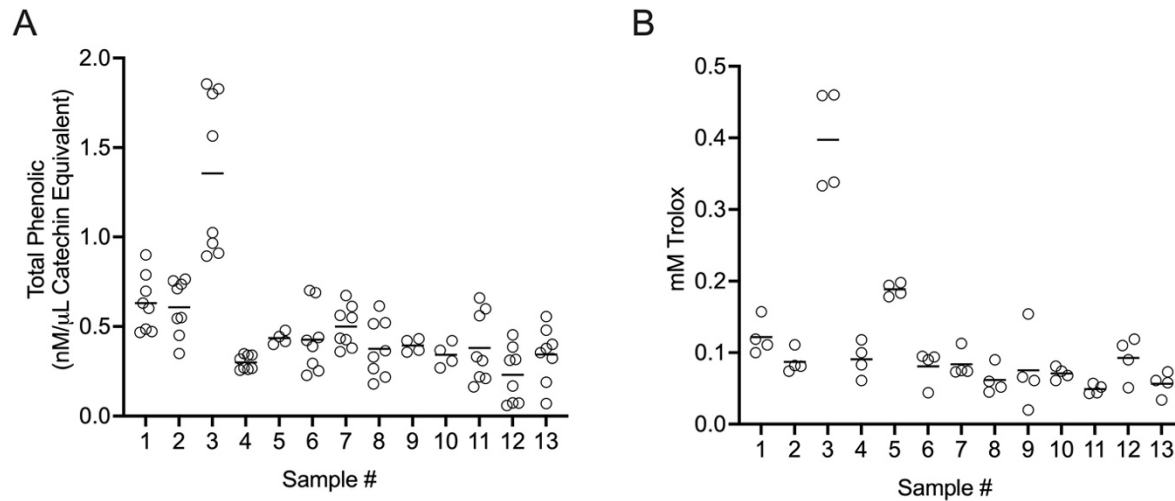 A
Total Phenolic
(nM/μL Catechin Equivalent)
2.0
1.5
1.0
0.5
0.0
1 2 3 4 5 6 7 8 9 10 11 12 13
Sample #
B
mM Trolox
0.5
0.4
0.3
0.2
0.1
0.0
1 2 3 4 5 6 7 8 9 10 11 12 13
Sample #